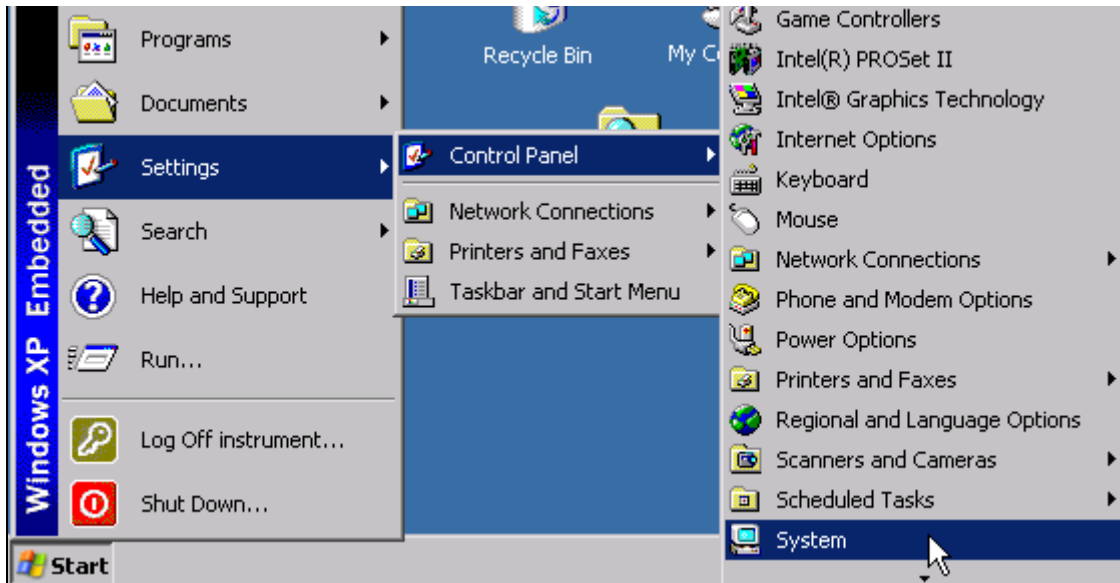 Windows XP Embedded
Programs
Documents
Settings
Search
Help and Support
Run...
Log Off instrument...
Shut Down...
Start
Recycle Bin
My C
Control Panel
Network Connections
Printers and Faxes
Taskbar and Start Menu
Game Controllers
Intel(R) PROSet II
Intel® Graphics Technology
Internet Options
Keyboard
Mouse
Network Connections
Phone and Modem Options
Power Options
Printers and Faxes
Regional and Language Options
Scanners and Cameras
Scheduled Tasks
System